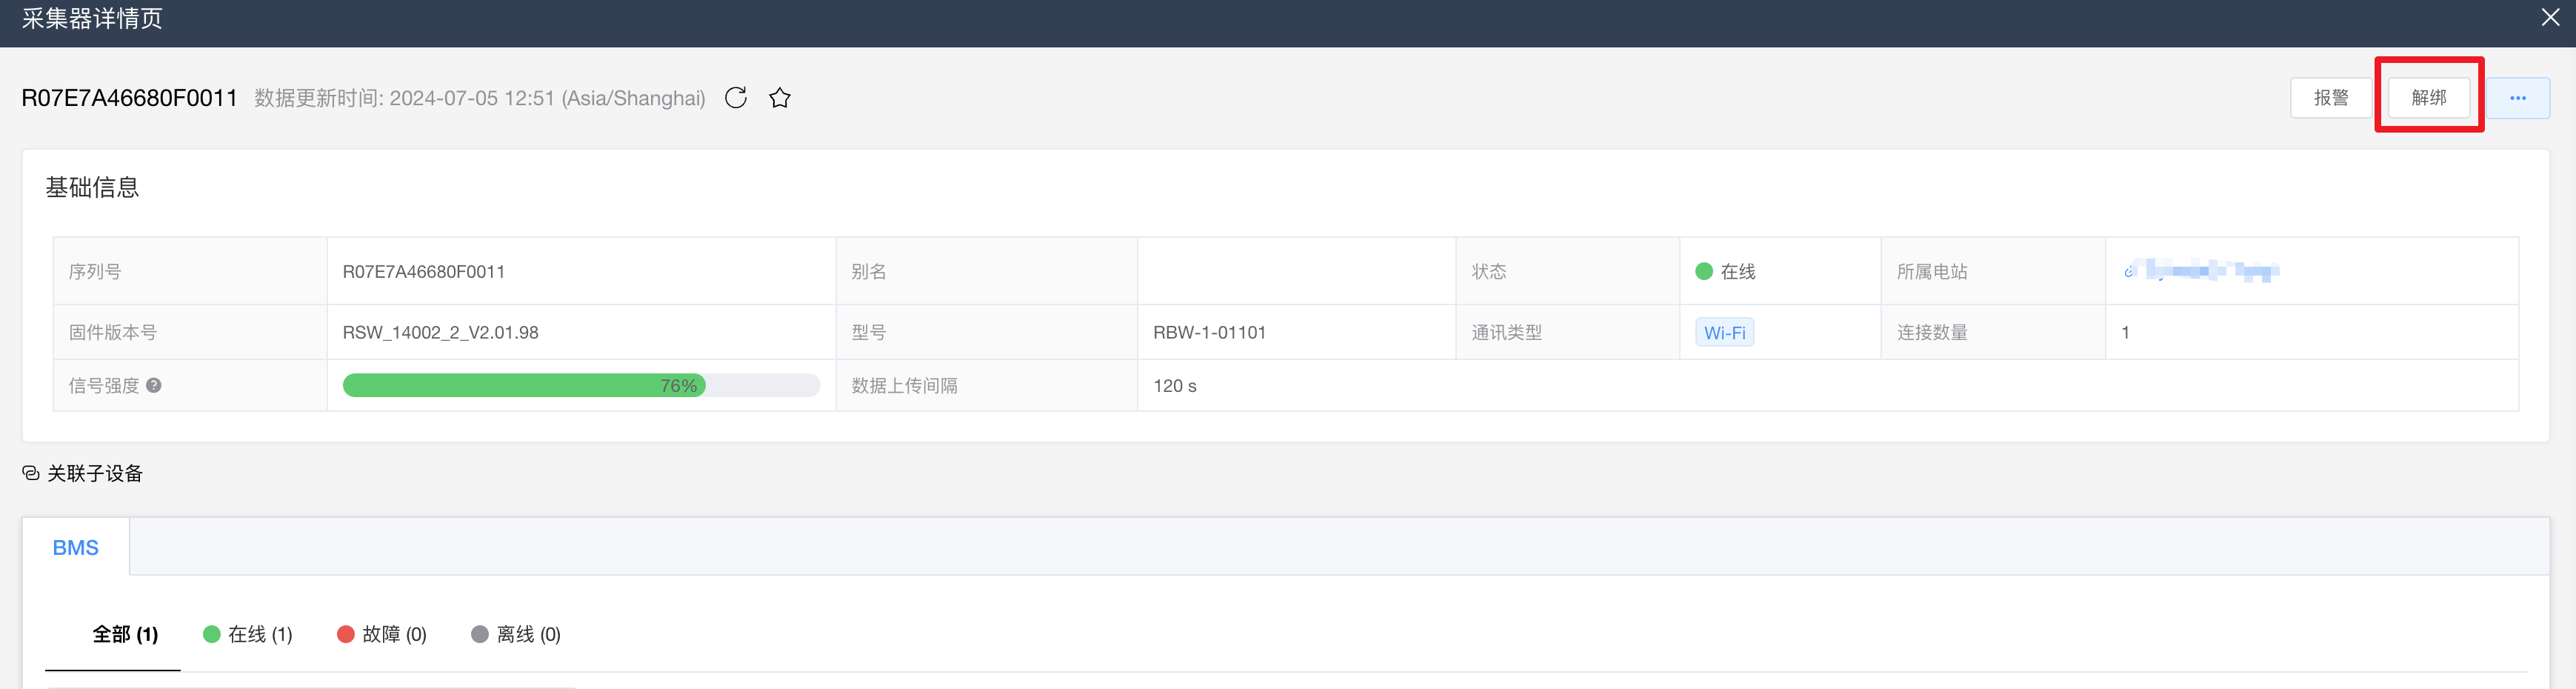 采集器详情页
R07E7A46680F0011 数据更新时间: 2024-07-05 12:51 (Asia/Shanghai) 报警 解绑 ...
基础信息
序列号 R07E7A46680F0011 别名 状态 在线 所属电站
固件版本号 RSW_14002_2_V2.01.98 型号 RBW-1-01101 通讯类型 Wi-Fi 连接数量 1
信号强度 ? 76% 数据上传间隔 120 s
关联子设备
BMS
全部 (1) 在线 (1) 故障 (0) 离线 (0)